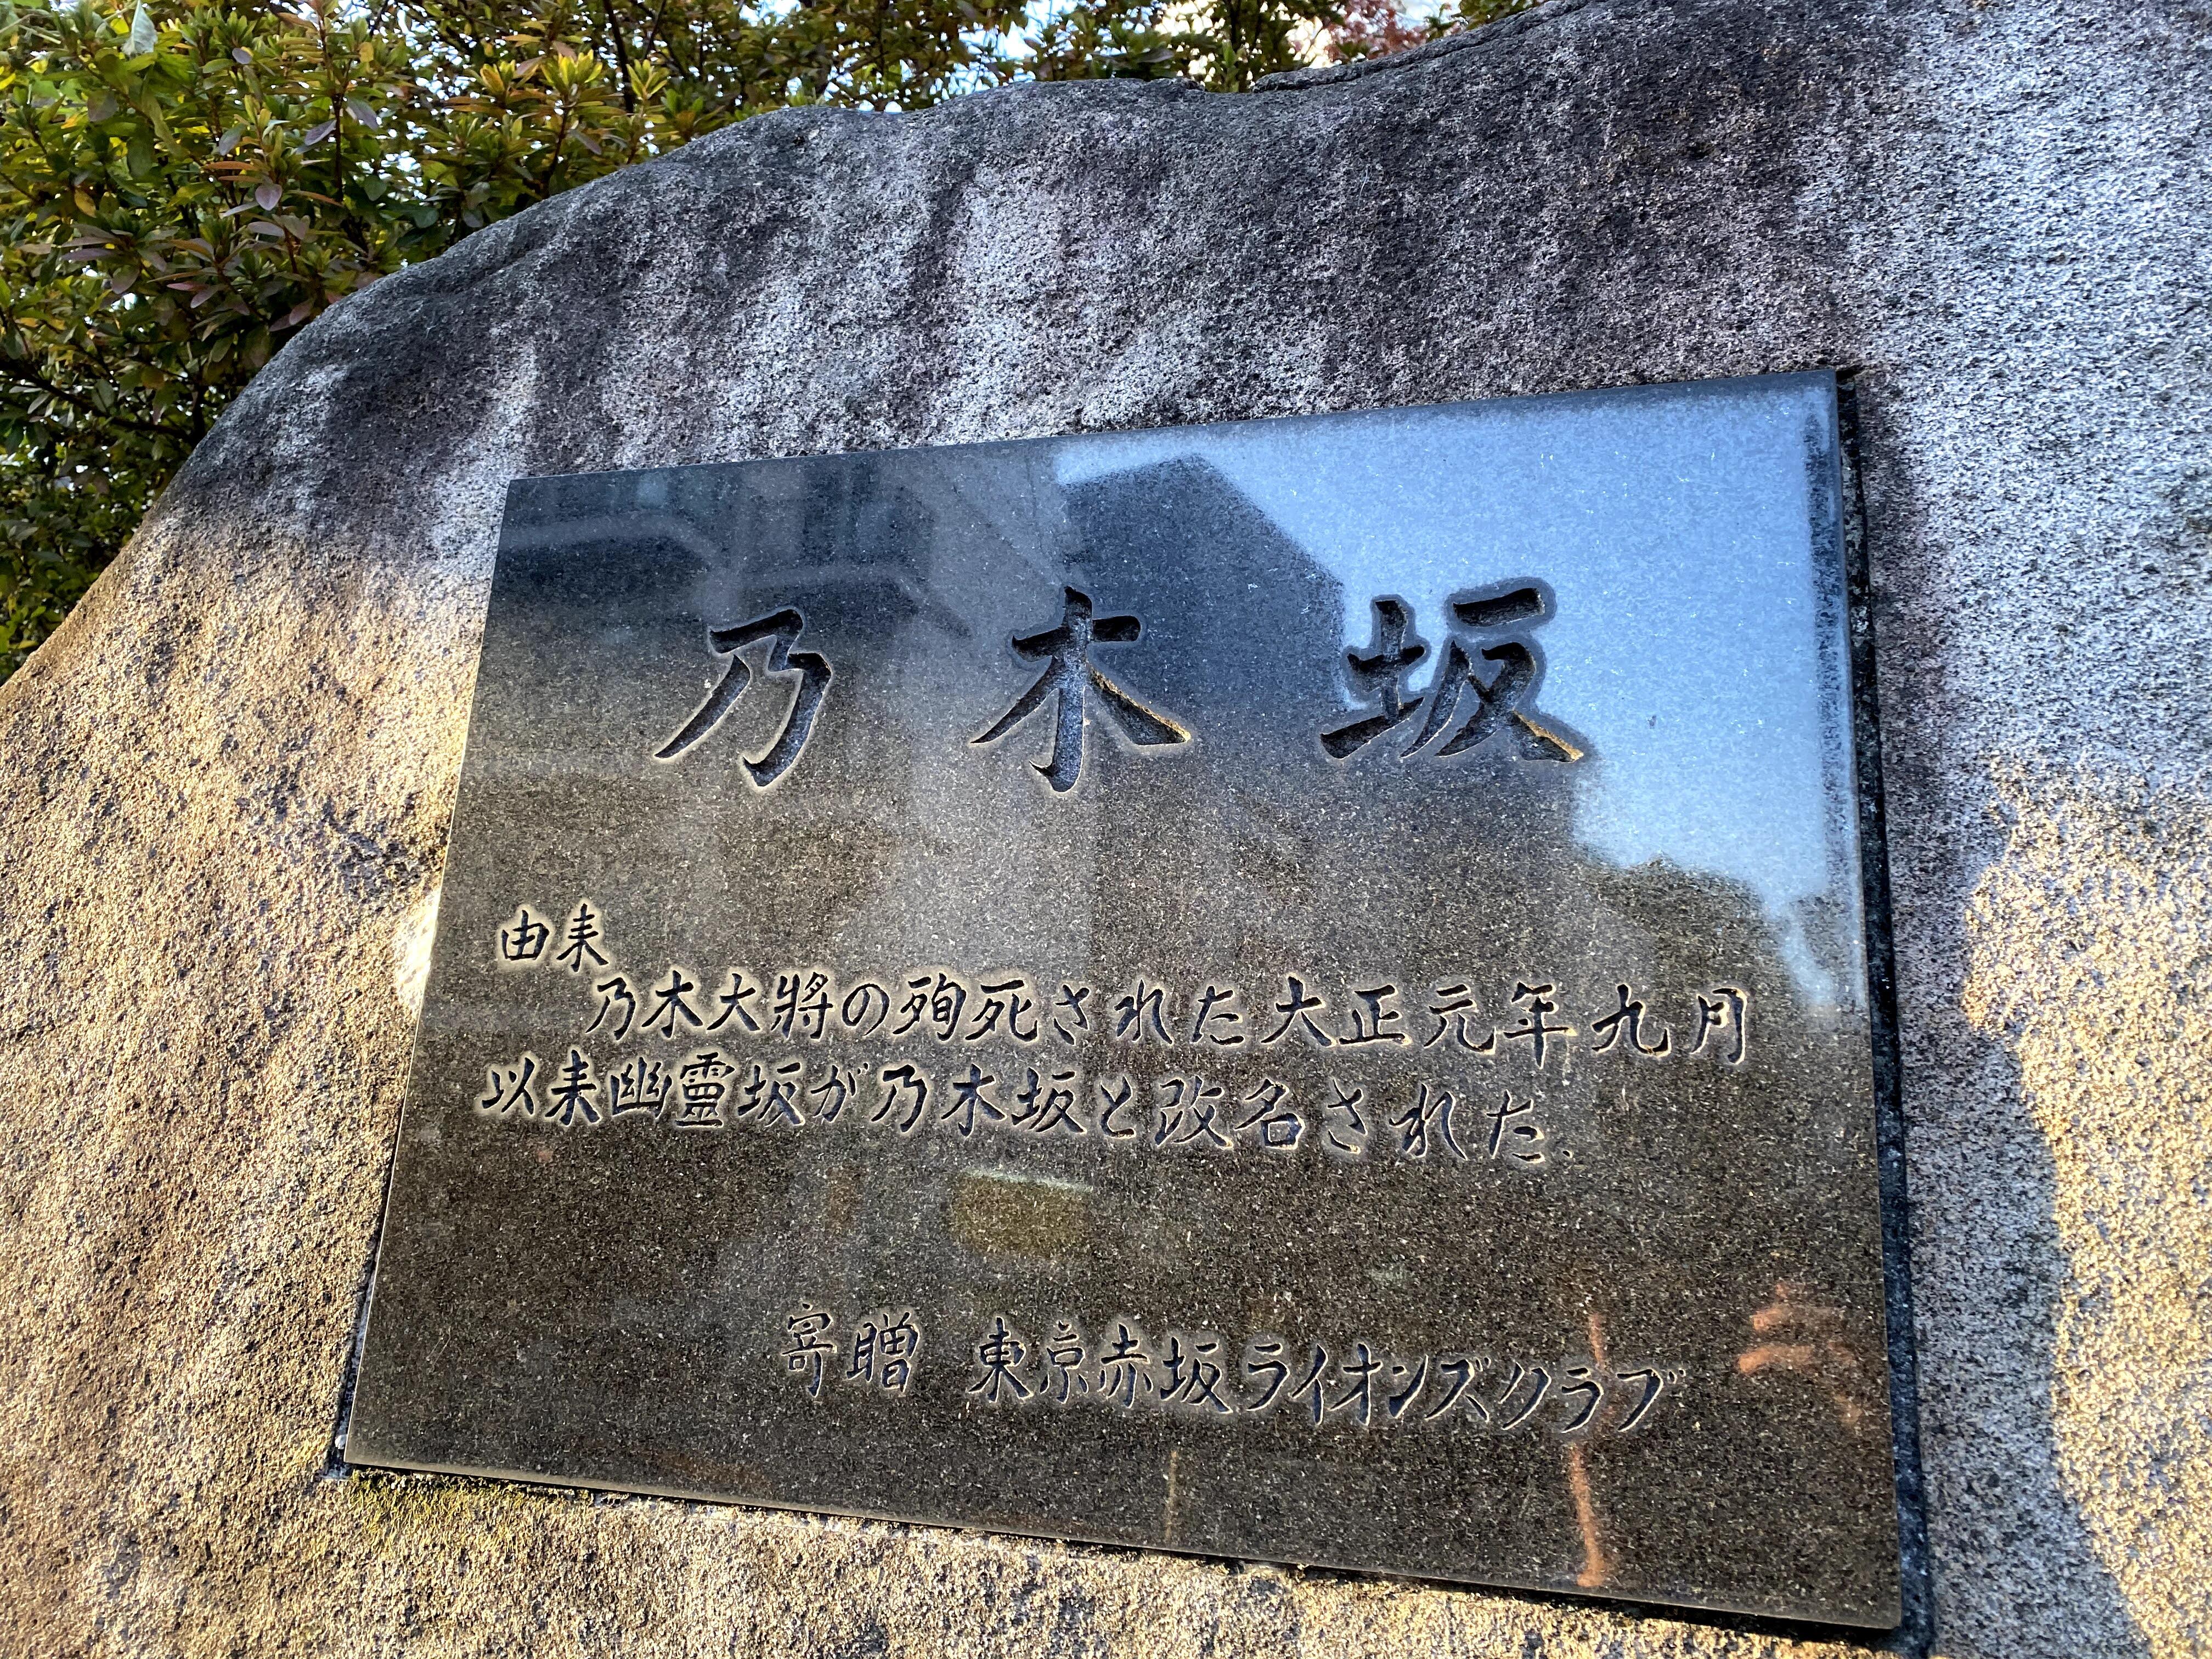 乃木坂
由来
乃木大將の殉死された大正元年九月
以来幽靈坂が乃木坂と改名された.
寄贈 東京赤坂ライオンズクラブ